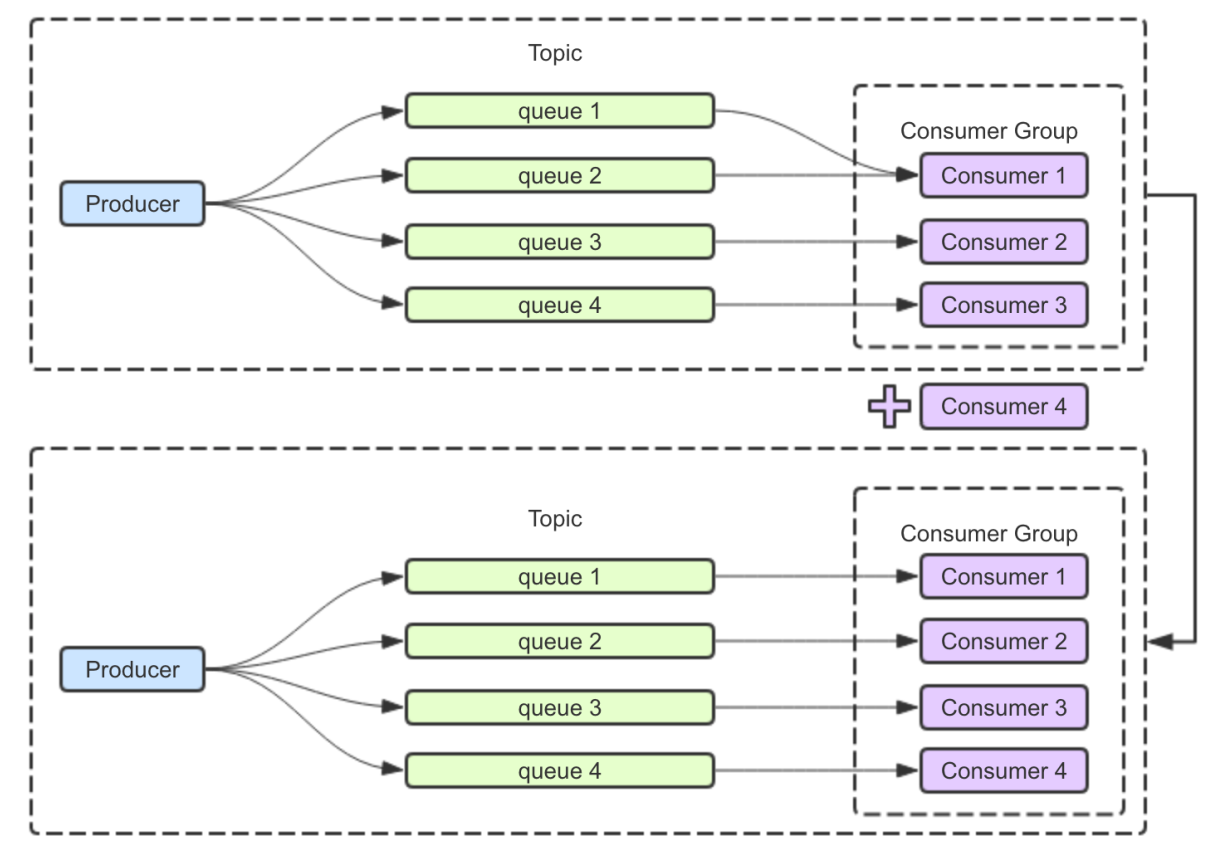 Topic
queue 1
Consumer Group
queue 2
Consumer 1
Producer
queue 3
Consumer 2
queue 4
Consumer 3
Consumer 4
Topic
Consumer Group
queue 1
Consumer 1
queue 2
Consumer 2
Producer
queue 3
Consumer 3
queue 4
Consumer 4